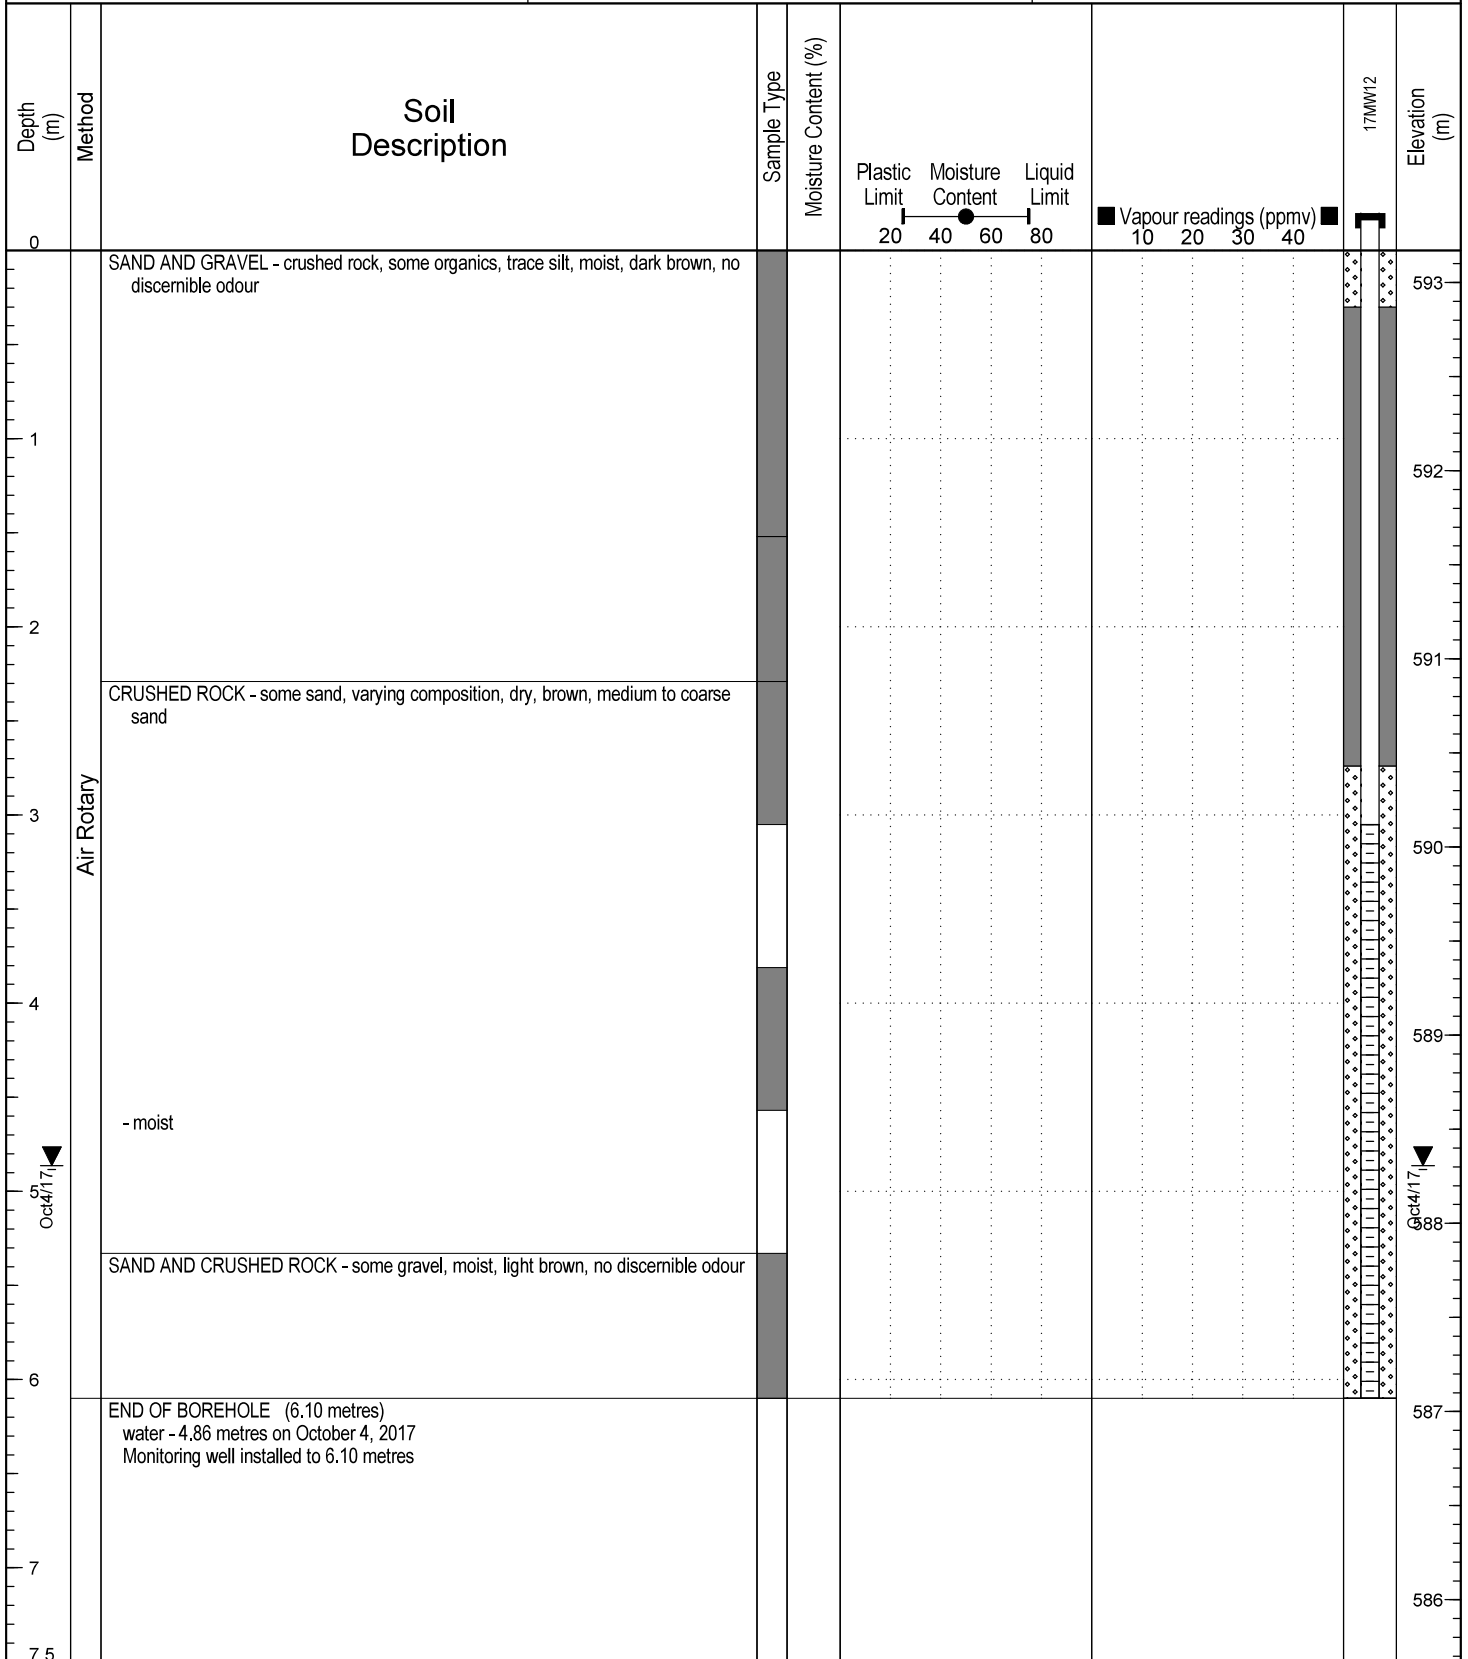 Depth
(m)
Method
Soil
Description
Sample Type
Moisture Content (%)
Plastic Moisture Liquid
Limit Content Limit
20 40 60 80
■ Vapour readings (ppmv) ■
10 20 30 40
17MW12
Elevation
(m)
0
SAND AND GRAVEL - crushed rock, some organics, trace silt, moist, dark brown, no
discernible odour
593
1
592
2
591
CRUSHED ROCK - some sand, varying composition, dry, brown, medium to coarse
sand
Air Rotary
3
590
4
589
- moist
5
Oct4/17
Oct4/17
588
SAND AND CRUSHED ROCK - some gravel, moist, light brown, no discernible odour
6
END OF BOREHOLE (6.10 metres)
587
water - 4.86 metres on October 4, 2017
Monitoring well installed to 6.10 metres
7
586
7.5